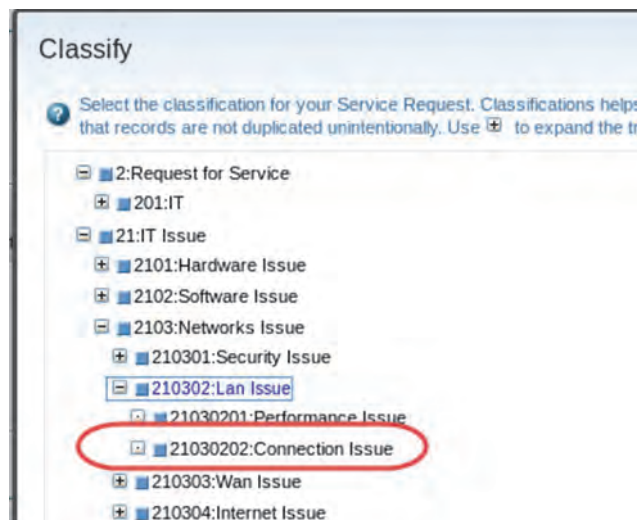 Classify
Select the classification for your Service Request. Classifications helps
that records are not duplicated unintentionally. Use to expand the tr
2:Request for Service
201:IT
21:IT Issue
2101:Hardware Issue
2102:Software Issue
2103:Networks Issue
210301:Security Issue
210302:Lan Issue
21030201:Performance Issue
21030202:Connection Issue
210303:Wan Issue
210304:Internet Issue